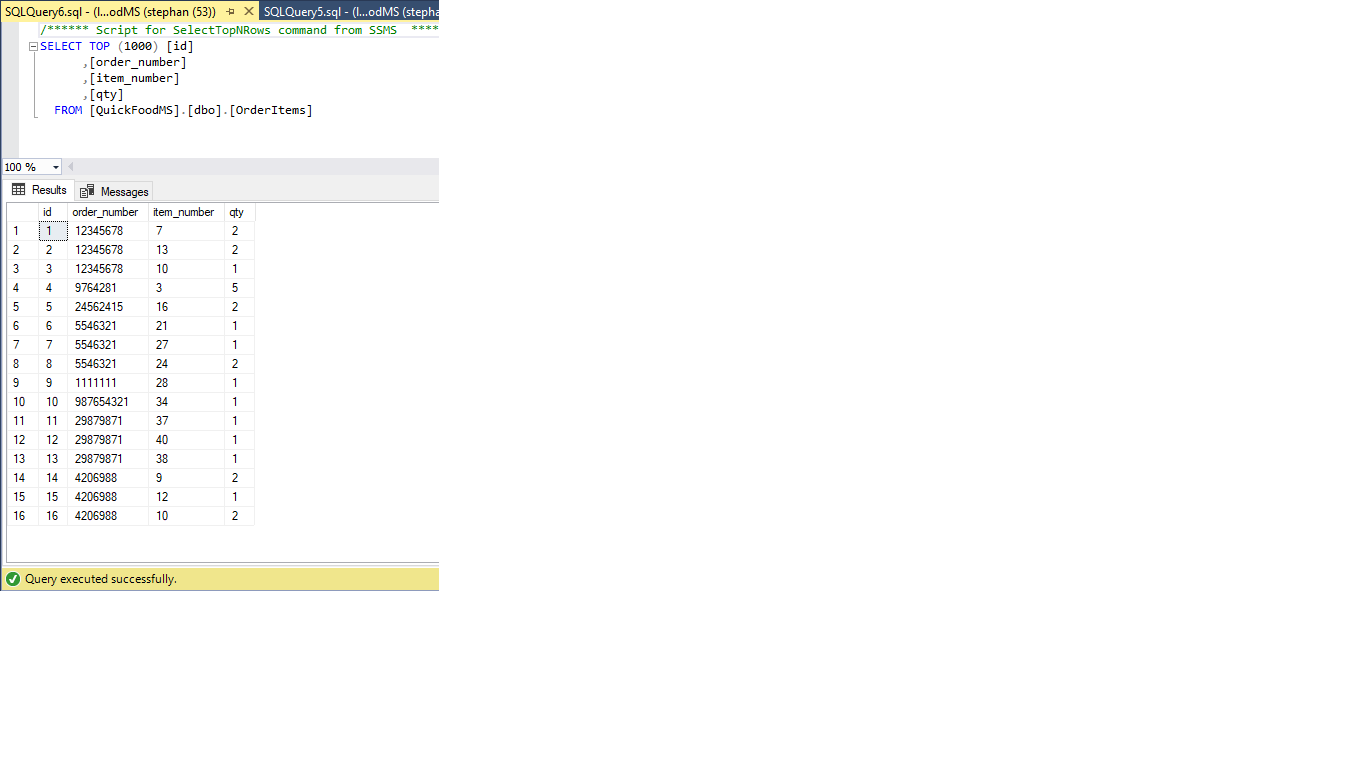 SQLQuery6.sql - (l...odMS (stephan (53)) SQLQuery5.sql - (l...odMS (stepha
/****** Script for SelectTopNRows command from SSMS ****
SELECT TOP (1000) [id]
,[order_number]
,[item_number]
,[qty]
FROM [QuickFoodMS].[dbo].[OrderItems]
100 %
Results Messages
id order_number item_number qty
1 1 12345678 7 2
2 2 12345678 13 2
3 3 12345678 10 1
4 4 9764281 3 5
5 5 24562415 16 2
6 6 5546321 21 1
7 7 5546321 27 1
8 8 5546321 24 2
9 9 1111111 28 1
10 10 987654321 34 1
11 11 29879871 37 1
12 12 29879871 40 1
13 13 29879871 38 1
14 14 4206988 9 2
15 15 4206988 12 1
16 16 4206988 10 2
Query executed successfully.